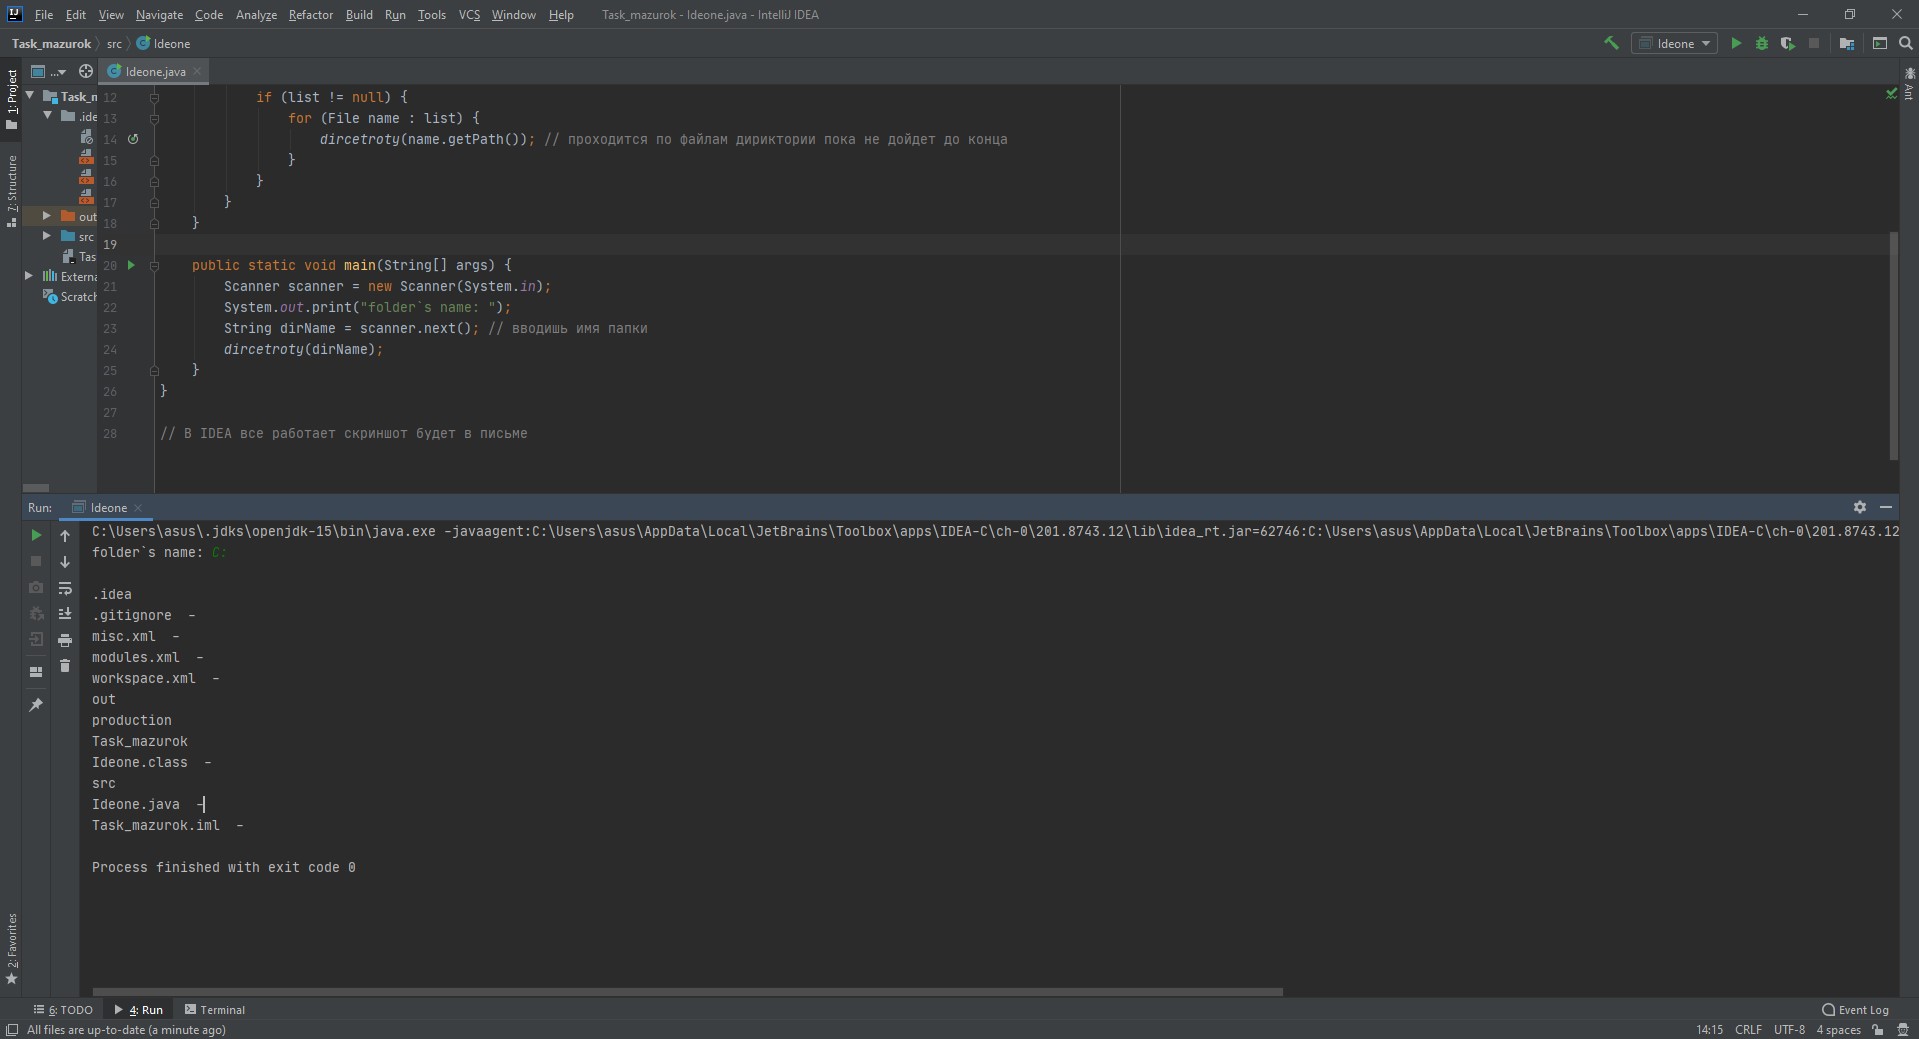 File Edit View Navigate Code Analyze Refactor Build Run Tools VCS Window Help Task_mazurok - Ideone.java - IntelliJ IDEA
Task_mazurok src Ideone
Ideone
1: Project
7: Structure
2: Favorites
Ant
...
Ideone.java
Task_n
.ide
out
src
Tas
Externa
Scratch
12 if (list != null) {
13 for (File name : list) {
14 dircetroty(name.getPath()); // проходится по файлам дириктории пока не дойдет до конца
15 }
16 }
17 }
18 }
19
20 public static void main(String[] args) {
21 Scanner scanner = new Scanner(System.in);
22 System.out.print("folder`s name: ");
23 String dirName = scanner.next(); // вводишь имя папки
24 dircetroty(dirName);
25 }
26 }
27
28 // В IDEA все работает скриншот будет в письме
Run: Ideone
C:\Users\asus\.jdks\openjdk-15\bin\java.exe -javaagent:C:\Users\asus\AppData\Local\JetBrains\Toolbox\apps\IDEA-C\ch-0\201.8743.12\lib\idea_rt.jar=62746:C:\Users\asus\AppData\Local\JetBrains\Toolbox\apps\IDEA-C\ch-0\201.8743.12
folder`s name: C:
.idea
.gitignore -
misc.xml -
modules.xml -
workspace.xml -
out
production
Task_mazurok
Ideone.class -
src
Ideone.java -
Task_mazurok.iml -
Process finished with exit code 0
6: TODO 4: Run Terminal Event Log
All files are up-to-date (a minute ago) 14:15 CRLF UTF-8 4 spaces